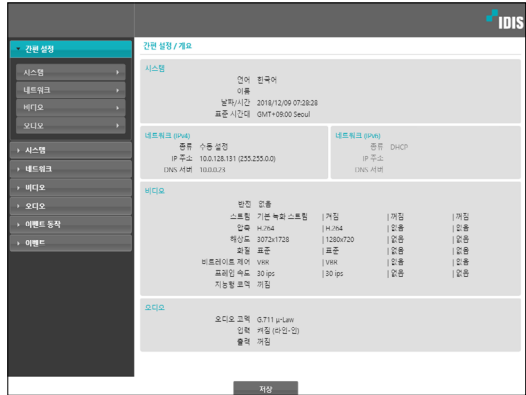 IDIS
간편 설정
시스템
네트워크
비디오
오디오
시스템
네트워크
비디오
오디오
이벤트 동작
이벤트
간편 설정 / 개요
시스템
언어 한국어
이름
날짜/시간 2018/12/09 07:28:28
표준 시간대 GMT+09:00 Seoul
네트워크 (IPv4)
종류 수동 설정
IP 주소 10.0.128.131 (255.255.0.0)
DNS 서버 10.0.0.23
네트워크 (IPv6)
종류 DHCP
IP 주소
DNS 서버
비디오
반전 없음
스트림 기본 녹화 스트림 | 켜짐 | 꺼짐 | 꺼짐
압축 H.264 | H.264 | 없음 | 없음
해상도 3072x1728 | 1280x720 | 없음 | 없음
화질 표준 | 표준 | 없음 | 없음
비트레이트 제어 VBR | VBR | 없음 | 없음
프레임 속도 30 ips | 30 ips | 없음 | 없음
지능형 코덱 꺼짐
오디오
오디오 코덱 G.711 μ-Law
입력 켜짐 (라인-인)
출력 꺼짐
저장